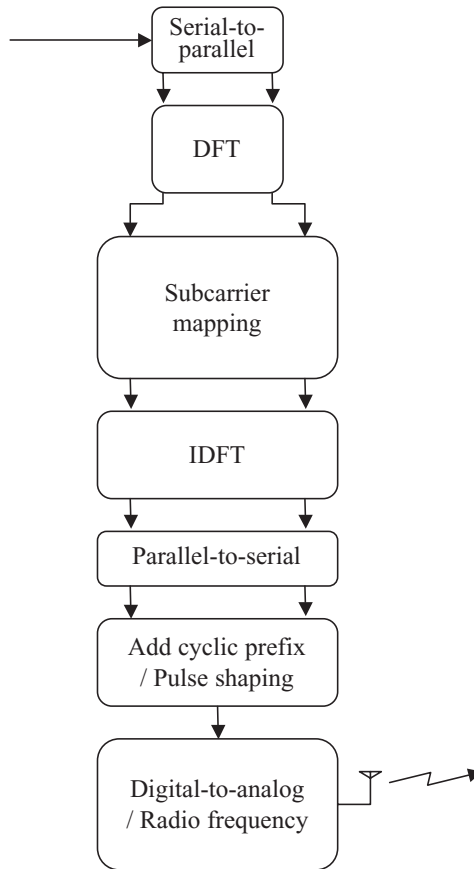 Serial-to-
parallel
DFT
Subcarrier
mapping
IDFT
Parallel-to-serial
Add cyclic prefix
/ Pulse shaping
Digital-to-analog
/ Radio frequency